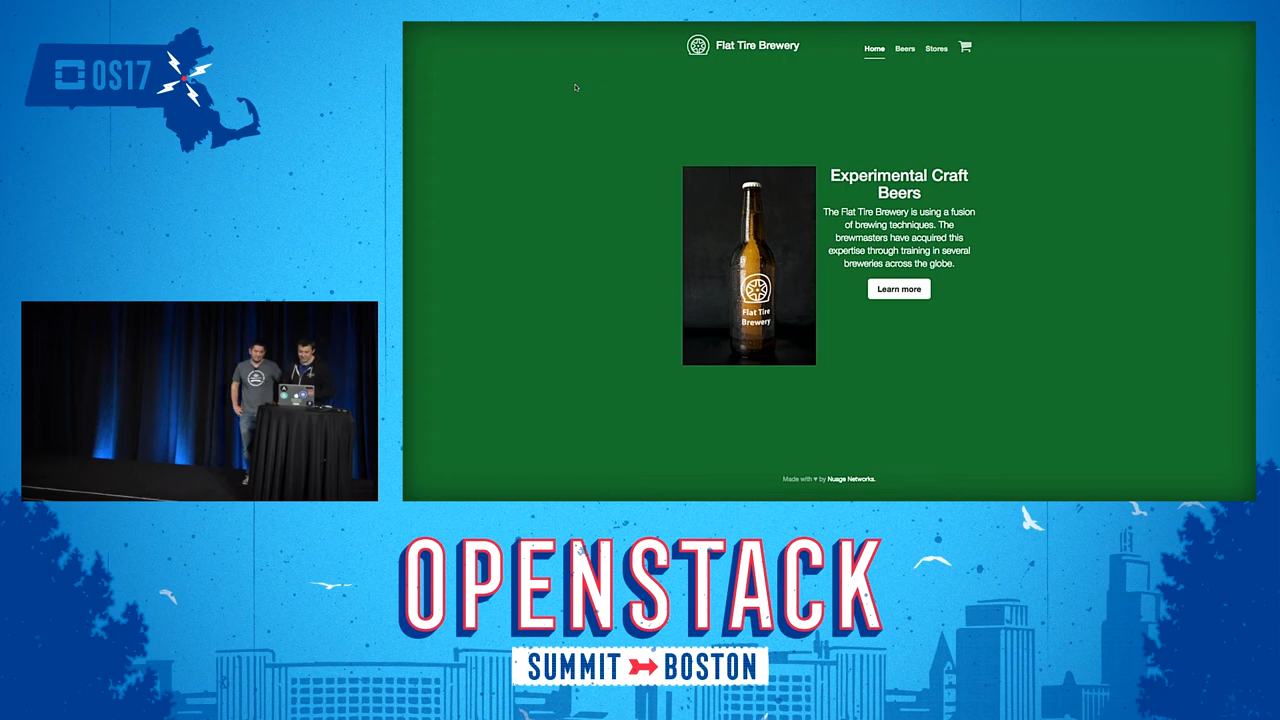 OS17
Flat Tire Brewery
Home
Beers
Stores
Experimental Craft
Beers
The Flat Tire Brewery is using a fusion
of brewing techniques. The
brewmasters have acquired this
expertise through training in several
breweries across the globe.
Learn more
Flat Tire
Brewery
Made with ♥ by Nuage Networks.
OPENSTACK
SUMMIT BOSTON